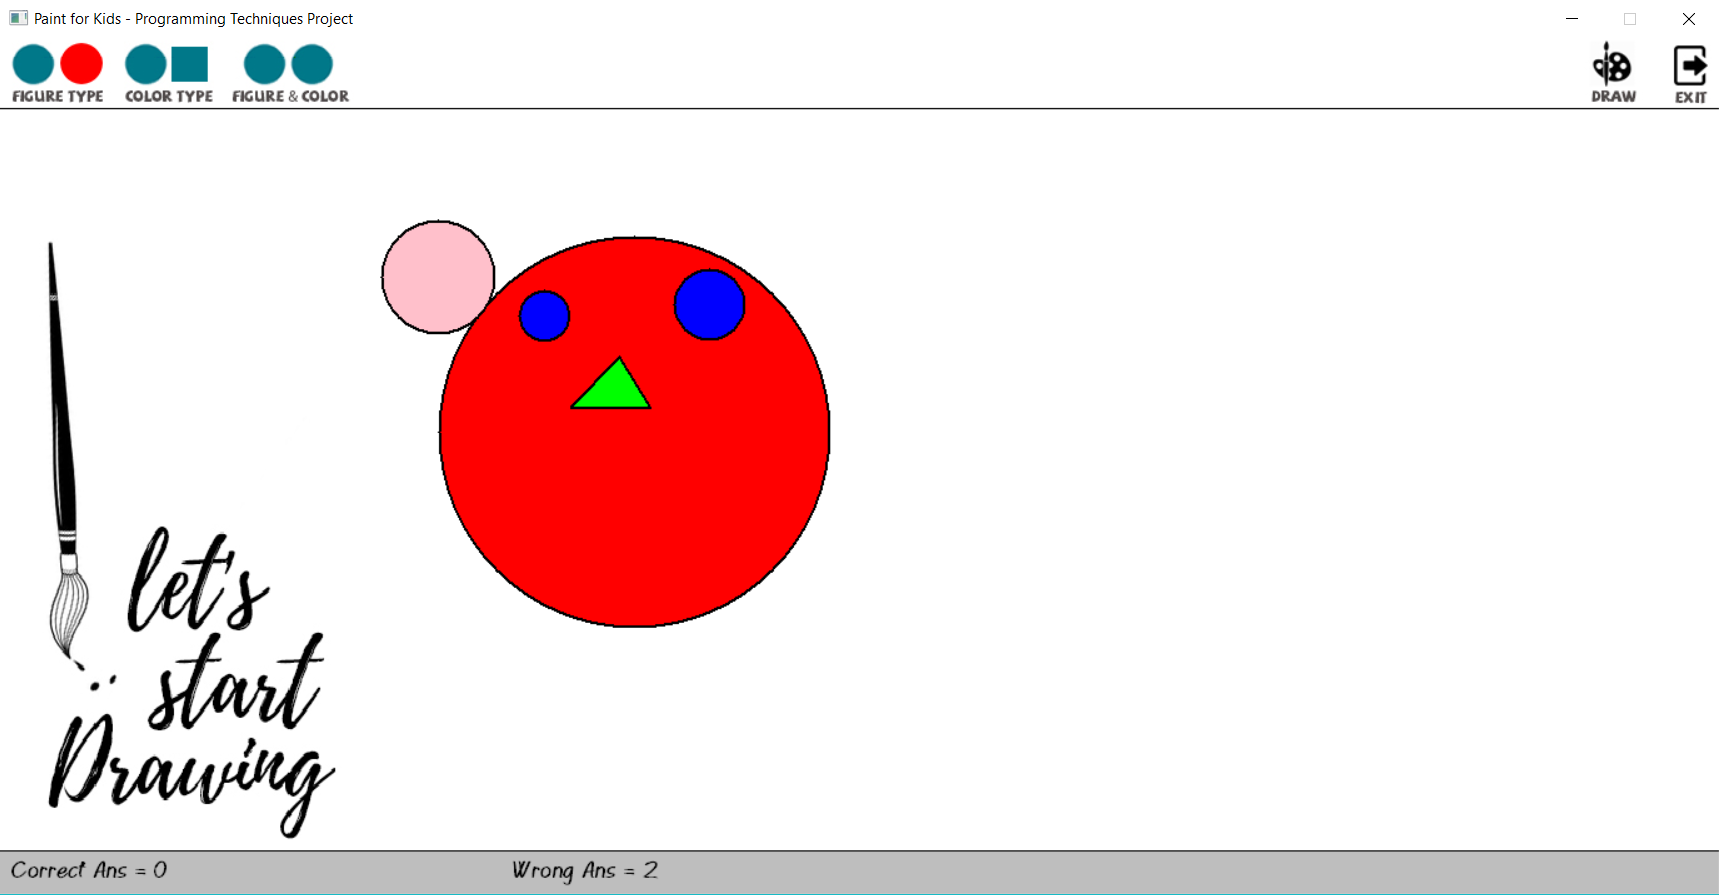 Paint for Kids - Programming Techniques Project
FIGURE TYPE
COLOR TYPE
FIGURE & COLOR
DRAW
EXIT
let's
start
Drawing
Correct Ans = 0
Wrong Ans = 2